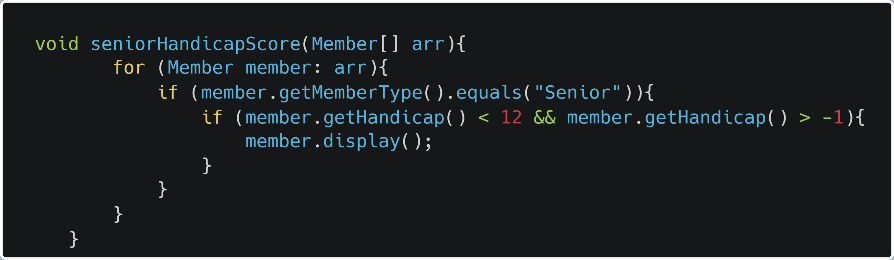 void seniorHandicapScore(Member[] arr){
for (Member member: arr){
if (member.getMemberType().equals("Senior")){
if (member.getHandicap() < 12 && member.getHandicap() > -1){
member.display();
}
}
}
}